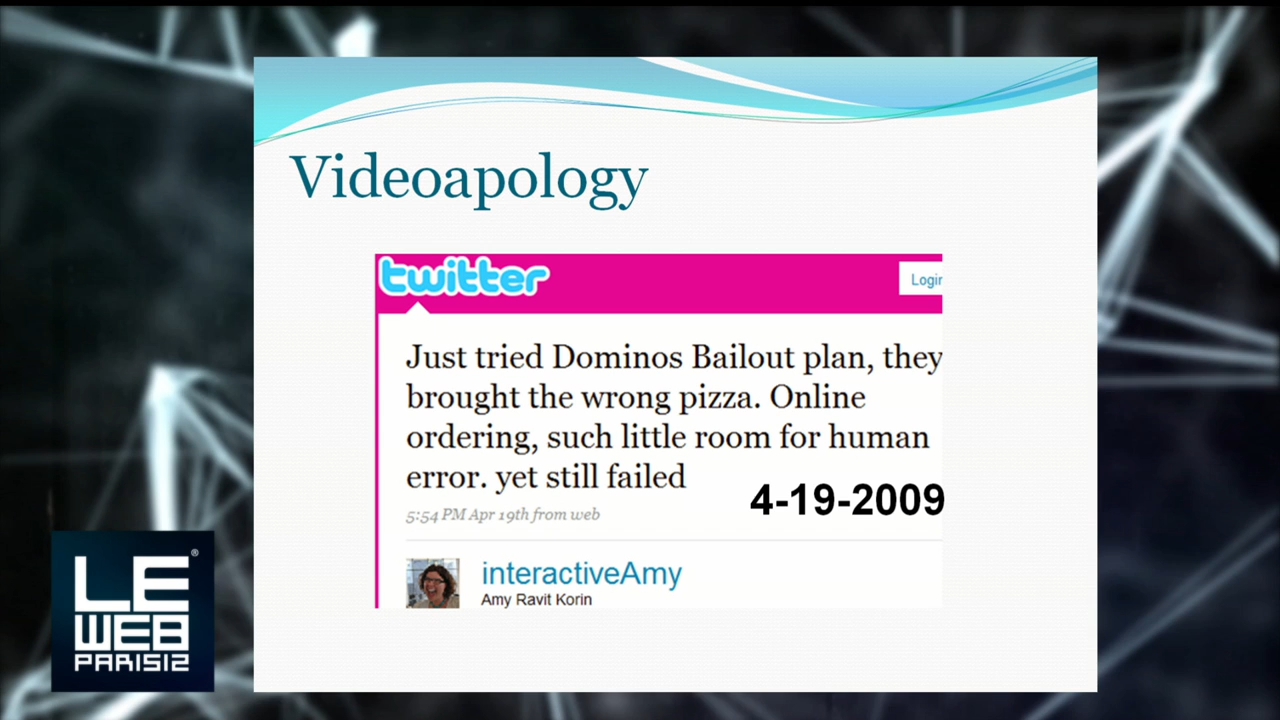 Videoapology
twitter
Login
Just tried Dominos Bailout plan, they
brought the wrong pizza. Online
ordering, such little room for human
error. yet still failed
5:54 PM Apr 19th from web
4-19-2009
interactiveAmy
Amy Ravit Korin
LE
WEB
PARIS12
®